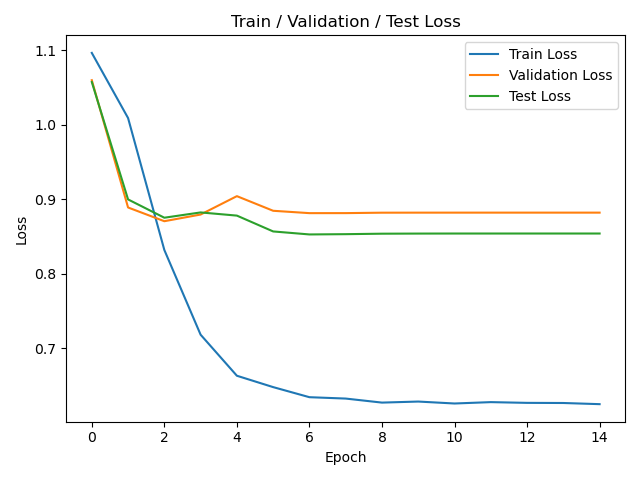 Train / Validation / Test Loss
Train Loss
Validation Loss
Test Loss
1.1
1.0
0.9
0.8
0.7
Loss
0 2 4 6 8 10 12 14
Epoch